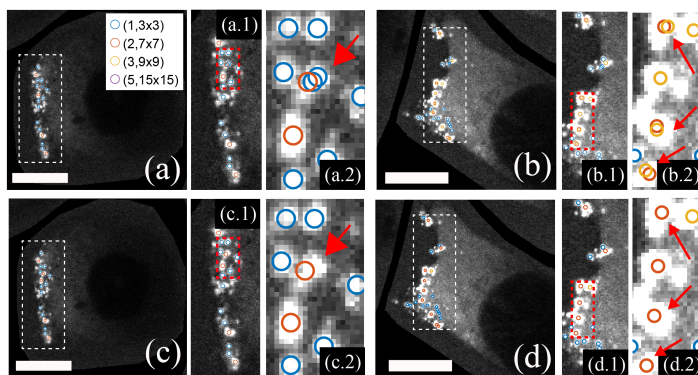 (1,3x3)
(2,7x7)
(3,9x9)
(5,15x15)
(a)
(a.1)
(a.2)
(b)
(b.1)
(b.2)
(c)
(c.1)
(c.2)
(d)
(d.1)
(d.2)